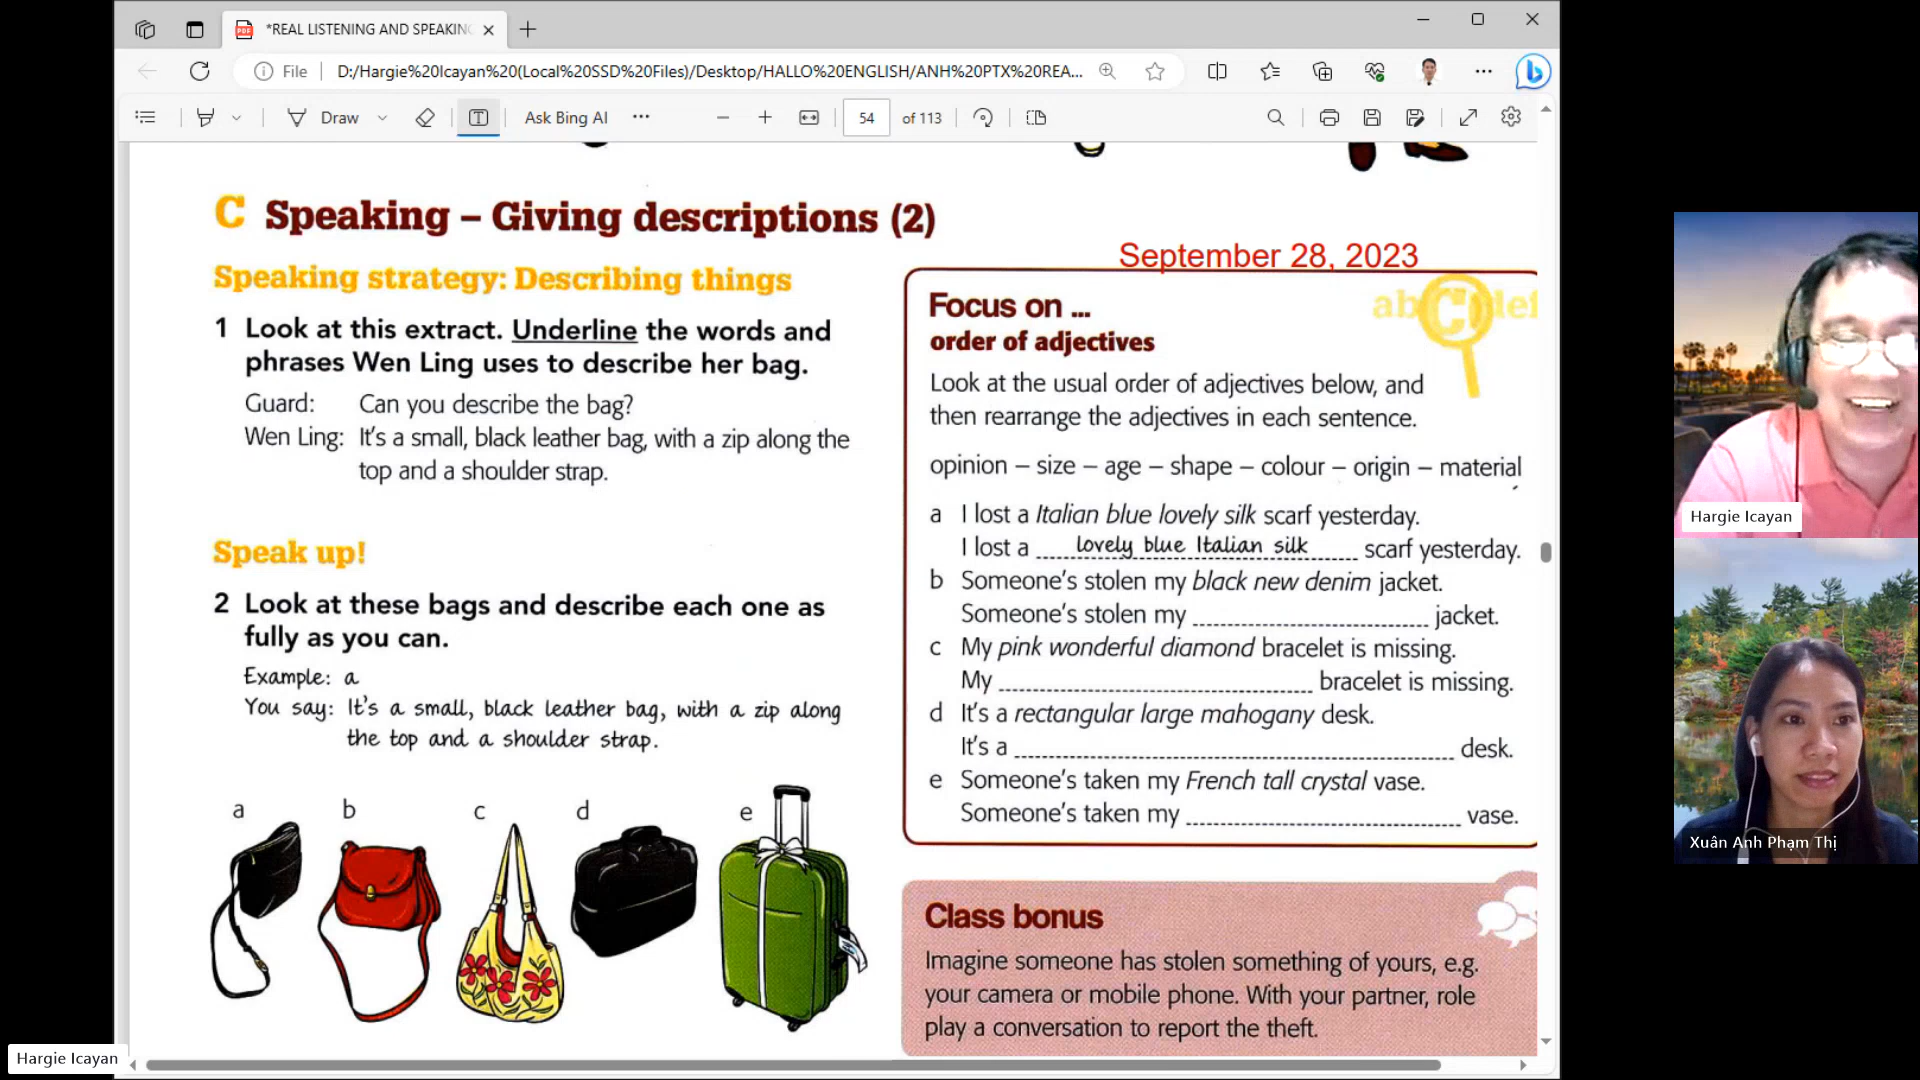 *REAL LISTENING AND SPEAKING
File
D:/Hargie%20Icayan%20(Local%20SSD%20Files)/Desktop/HALLO%20ENGLISH/ANH%20PTX%20REA...
Draw
Ask Bing AI
54
of 113
C Speaking – Giving descriptions (2)
September 28, 2023
Speaking strategy: Describing things
1 Look at this extract. Underline the words and
phrases Wen Ling uses to describe her bag.
Guard: Can you describe the bag?
Wen Ling: It's a small, black leather bag, with a zip along the
top and a shoulder strap.
Speak up!
2 Look at these bags and describe each one as
fully as you can.
Example: a
You say: It's a small, black leather bag, with a zip along
the top and a shoulder strap.
a
b
c
d
e
Focus on ...
order of adjectives
Look at the usual order of adjectives below, and
then rearrange the adjectives in each sentence.
opinion – size – age – shape – colour – origin – material
a I lost a Italian blue lovely silk scarf yesterday.
I lost a lovely blue Italian silk scarf yesterday.
b Someone's stolen my black new denim jacket.
Someone's stolen my jacket.
c My pink wonderful diamond bracelet is missing.
My bracelet is missing.
d It's a rectangular large mahogany desk.
It's a desk.
e Someone's taken my French tall crystal vase.
Someone's taken my vase.
Class bonus
Imagine someone has stolen something of yours, e.g.
your camera or mobile phone. With your partner, role
play a conversation to report the theft.
Hargie Icayan
Xuân Anh Phạm Thị
Hargie Icayan